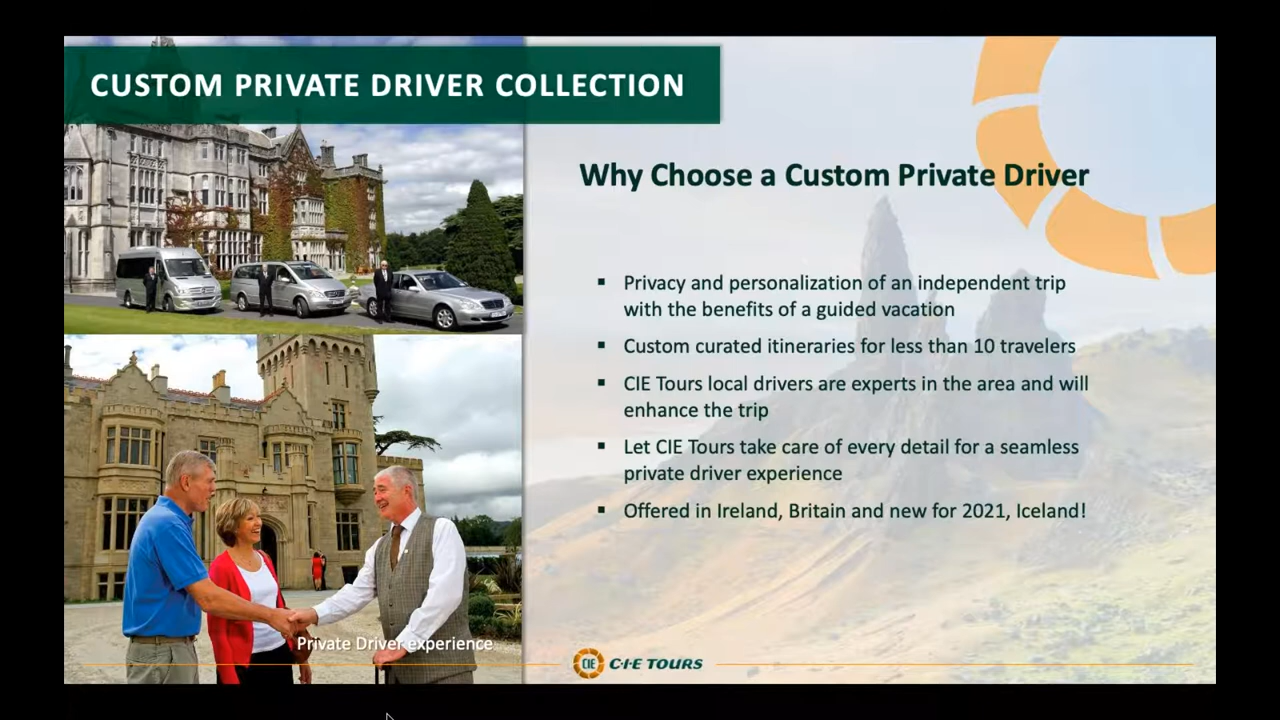 CUSTOM PRIVATE DRIVER COLLECTION
Why Choose a Custom Private Driver
▪ Privacy and personalization of an independent trip
with the benefits of a guided vacation
▪ Custom curated itineraries for less than 10 travelers
▪ CIE Tours local drivers are experts in the area and will
enhance the trip
▪ Let CIE Tours take care of every detail for a seamless
private driver experience
▪ Offered in Ireland, Britain and new for 2021, Iceland!
Private Driver experience
CIE C·I·E TOURS